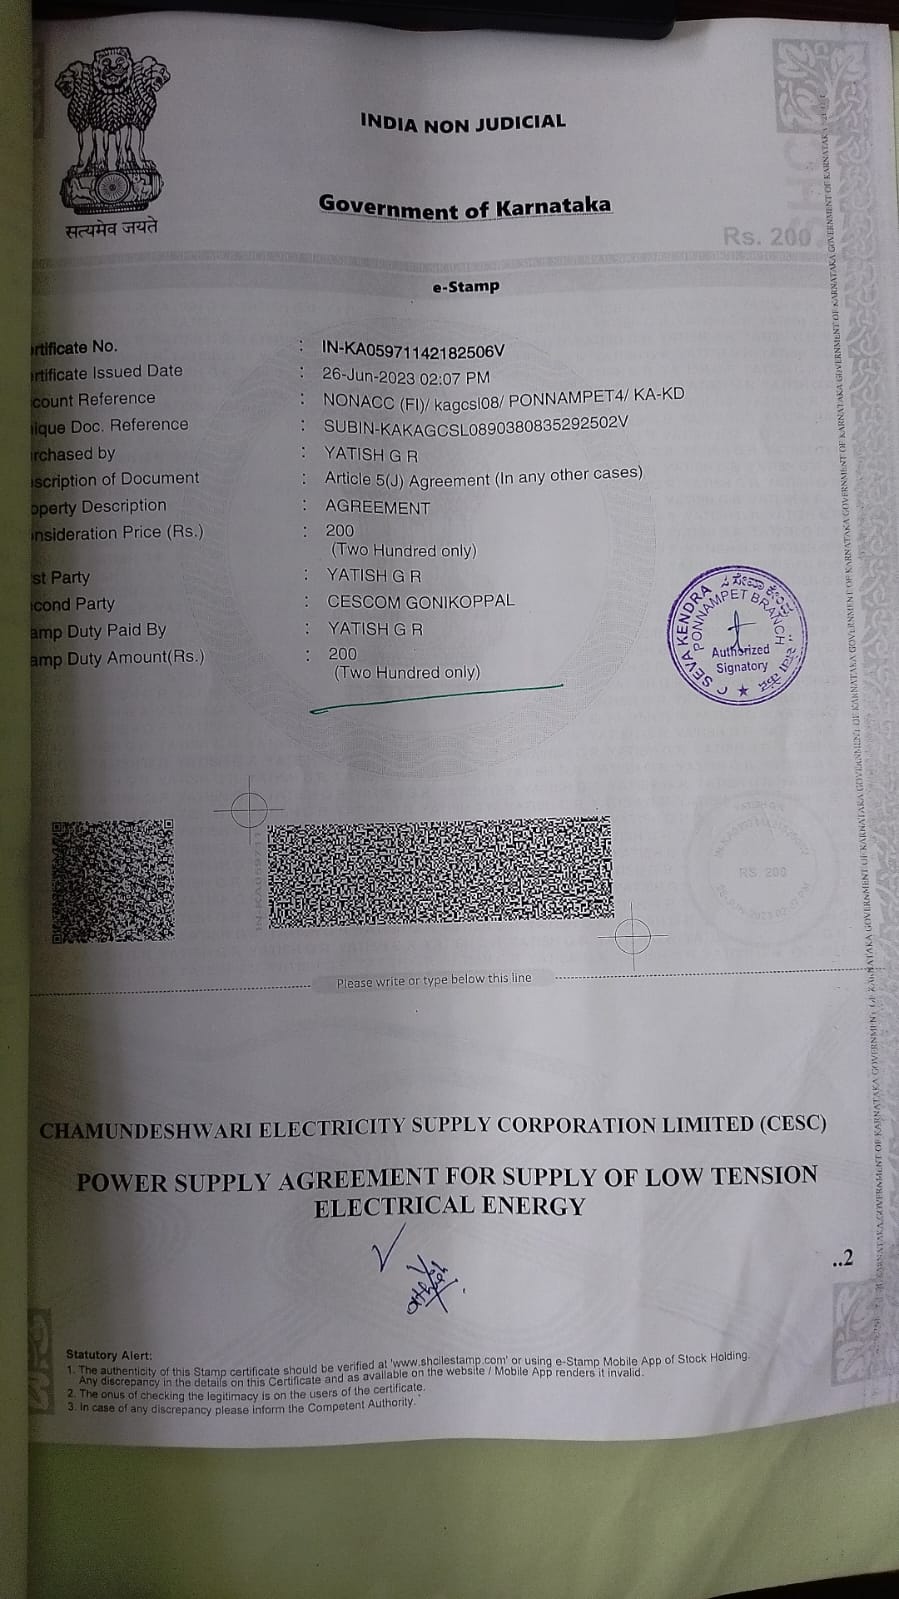 सत्यमेव जयते
INDIA NON JUDICIAL
Government of Karnataka
Rs. 200
e-Stamp
rtificate No. : IN-KA05971142182506V
rtificate Issued Date : 26-Jun-2023 02:07 PM
count Reference : NONACC (FI)/ kagcsl08/ PONNAMPET4/ KA-KD
ique Doc. Reference : SUBIN-KAKAGCSL0890380835292502V
rchased by : YATISH G R
scription of Document : Article 5(J) Agreement (In any other cases)
operty Description : AGREEMENT
nsideration Price (Rs.) : 200
(Two Hundred only)
st Party : YATISH G R
cond Party : CESCOM GONIKOPPAL
amp Duty Paid By : YATISH G R
amp Duty Amount(Rs.) : 200
(Two Hundred only)
SEVA KENDRA
PONNAMPET BRANCH
Authorized
Signatory
RS. 200
Please write or type below this line
CHAMUNDESHWARI ELECTRICITY SUPPLY CORPORATION LIMITED (CESC)
POWER SUPPLY AGREEMENT FOR SUPPLY OF LOW TENSION
ELECTRICAL ENERGY
..2
Statutory Alert:
1. The authenticity of this Stamp certificate should be verified at 'www.shcilestamp.com' or using e-Stamp Mobile App of Stock Holding.
Any discrepancy in the details on this Certificate and as available on the website / Mobile App renders it invalid.
2. The onus of checking the legitimacy is on the users of the certificate.
3. In case of any discrepancy please inform the Competent Authority.